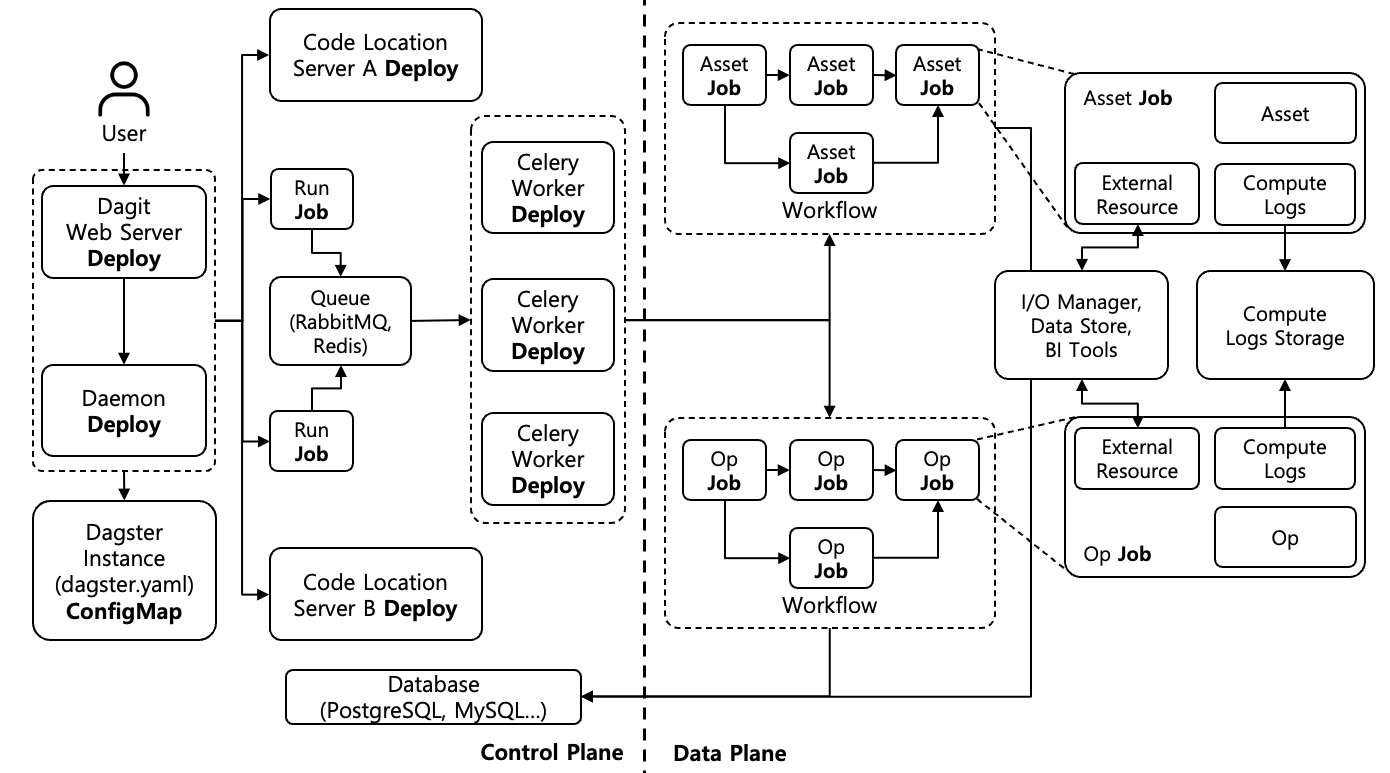 User
Dagit
Web Server
Deploy
Daemon
Deploy
Dagster
Instance
(dagster.yaml)
ConfigMap
Code Location
Server A Deploy
Run
Job
Queue
(RabbitMQ,
Redis)
Run
Job
Code Location
Server B Deploy
Celery
Worker
Deploy
Celery
Worker
Deploy
Celery
Worker
Deploy
Database
(PostgreSQL, MySQL...)
Control Plane
Asset
Job
Asset
Job
Asset
Job
Asset
Job
Workflow
Op
Job
Op
Job
Op
Job
Op
Job
Workflow
Asset Job
Asset
External
Resource
Compute
Logs
I/O Manager,
Data Store,
BI Tools
Compute
Logs Storage
External
Resource
Compute
Logs
Op Job
Op
Data Plane